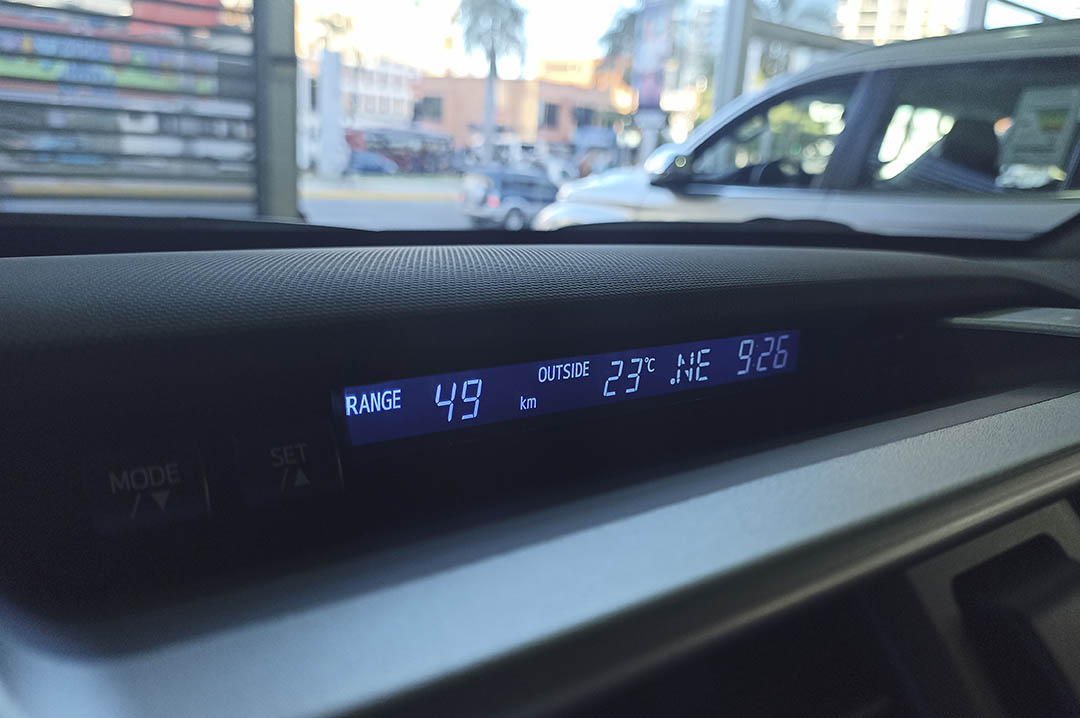 RANGE 49 km OUTSIDE 23°C .NE 9:26
MODE SET
/▼ /▲